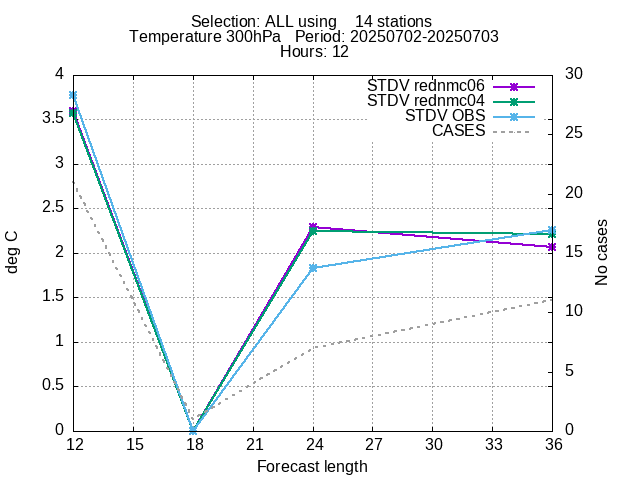 Selection: ALL using    14 stations
Temperature 300hPa   Period: 20250702-20250703
Hours: 12
STDV rednmc06
STDV rednmc04
STDV OBS
CASES
deg C
4
3.5
3
2.5
2
1.5
1
0.5
0
30
25
20
15
10
5
0
No cases
12 15 18 21 24 27 30 33 36
Forecast length